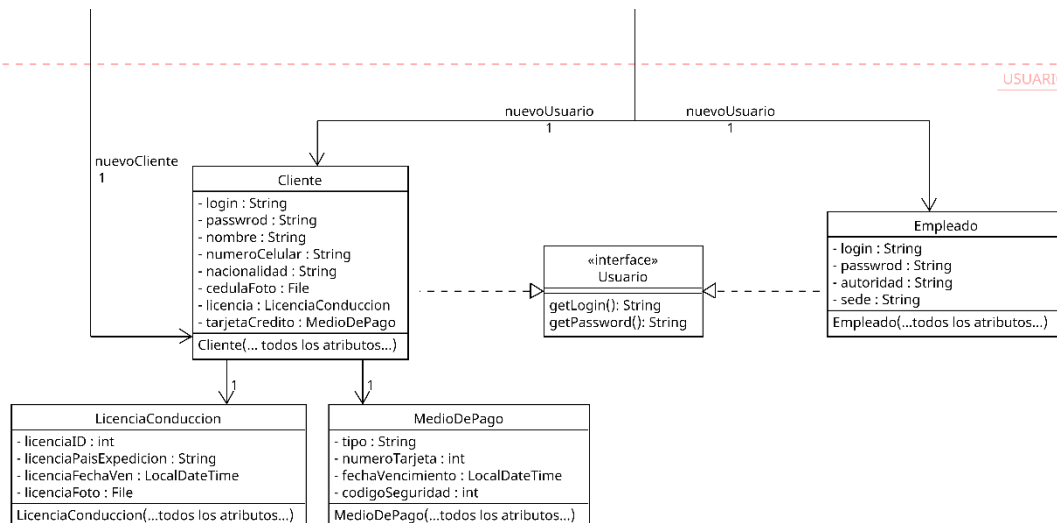 USUARIO
nuevoUsuario
1
nuevoUsuario
1
nuevoCliente
1
Cliente
- login : String
- passwrod : String
- nombre : String
- numeroCelular : String
- nacionalidad : String
- cedulaFoto : File
- licencia : LicenciaConduccion
- tarjetaCredito : MedioDePago
Cliente(... todos los atributos...)
«interface»
Usuario
getLogin(): String
getPassword(): String
Empleado
- login : String
- passwrod : String
- autoridad : String
- sede : String
Empleado(...todos los atributos...)
1
1
LicenciaConduccion
- licenciaID : int
- licenciaPaisExpedicion : String
- licenciaFechaVen : LocalDateTime
- licenciaFoto : File
LicenciaConduccion(...todos los atributos...)
MedioDePago
- tipo : String
- numeroTarjeta : int
- fechaVencimiento : LocalDateTime
- codigoSeguridad : int
MedioDePago(...todos los atributos...)